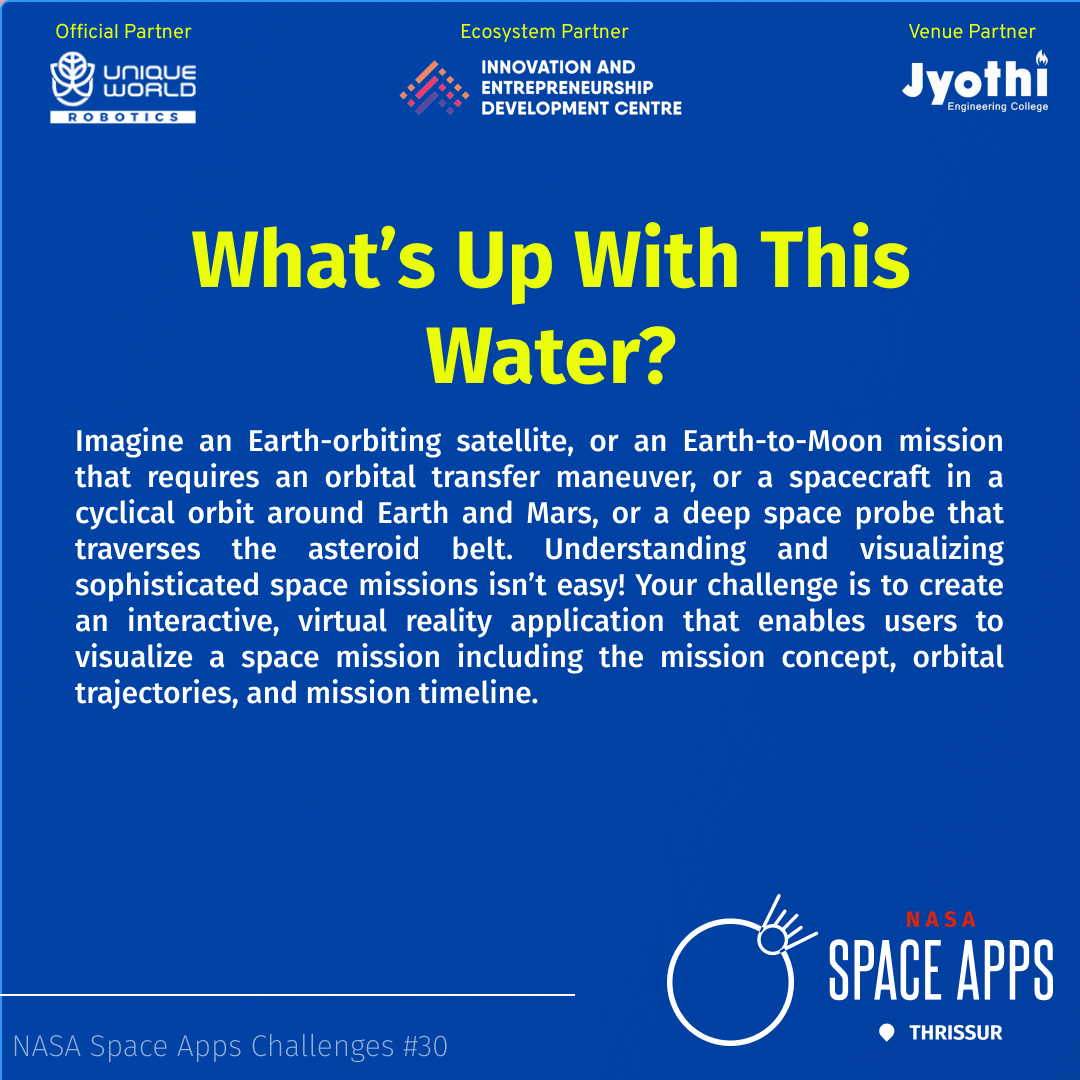 Official Partner
Ecosystem Partner
Venue Partner
UNIQUE
WORLD
ROBOTICS
INNOVATION AND
ENTREPRENEURSHIP
DEVELOPMENT CENTRE
Jyothi
Engineering College
What’s Up With This
Water?
Imagine an Earth-orbiting satellite, or an Earth-to-Moon mission
that requires an orbital transfer maneuver, or a spacecraft in a
cyclical orbit around Earth and Mars, or a deep space probe that
traverses the asteroid belt. Understanding and visualizing
sophisticated space missions isn’t easy! Your challenge is to create
an interactive, virtual reality application that enables users to
visualize a space mission including the mission concept, orbital
trajectories, and mission timeline.
NASA
SPACE APPS
THRISSUR
NASA Space Apps Challenges #30